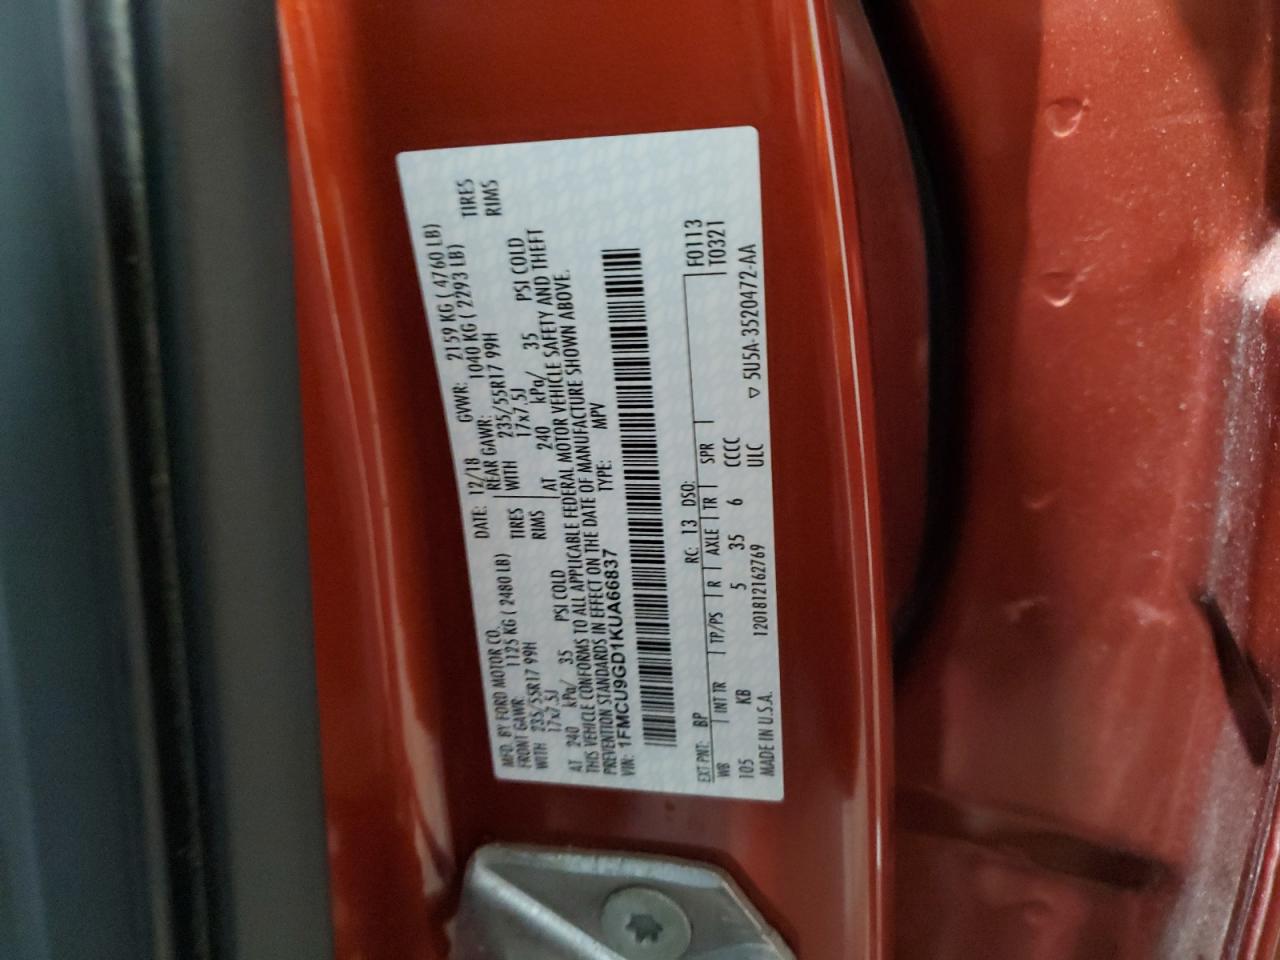 MFD. BY FORD MOTOR CO. DATE: 12/18 GVWR: 2159 KG ( 4760 LB)
FRONT GAWR: 1125 KG ( 2480 LB) REAR GAWR: 1040 KG ( 2293 LB)
WITH 235/55R17 99H TIRES WITH 235/55R17 99H TIRES
17x7.5J RIMS 17x7.5J RIMS
AT 240 kPa/ 35 PSI COLD AT 240 kPa/ 35 PSI COLD
THIS VEHICLE CONFORMS TO ALL APPLICABLE FEDERAL MOTOR VEHICLE SAFETY AND THEFT
PREVENTION STANDARDS IN EFFECT ON THE DATE OF MANUFACTURE SHOWN ABOVE.
VIN: 1FMCU9GD1KUA66837 TYPE: MPV
EXT PNT: BP RC: 13 DSO: F0113
WB INT TR TP/PS R AXLE TR SPR T0321
105 KB 5 35 6 CCCC
MADE IN U.S.A. 1201812162769 ULC ▽ 5U5A-3520472-AA